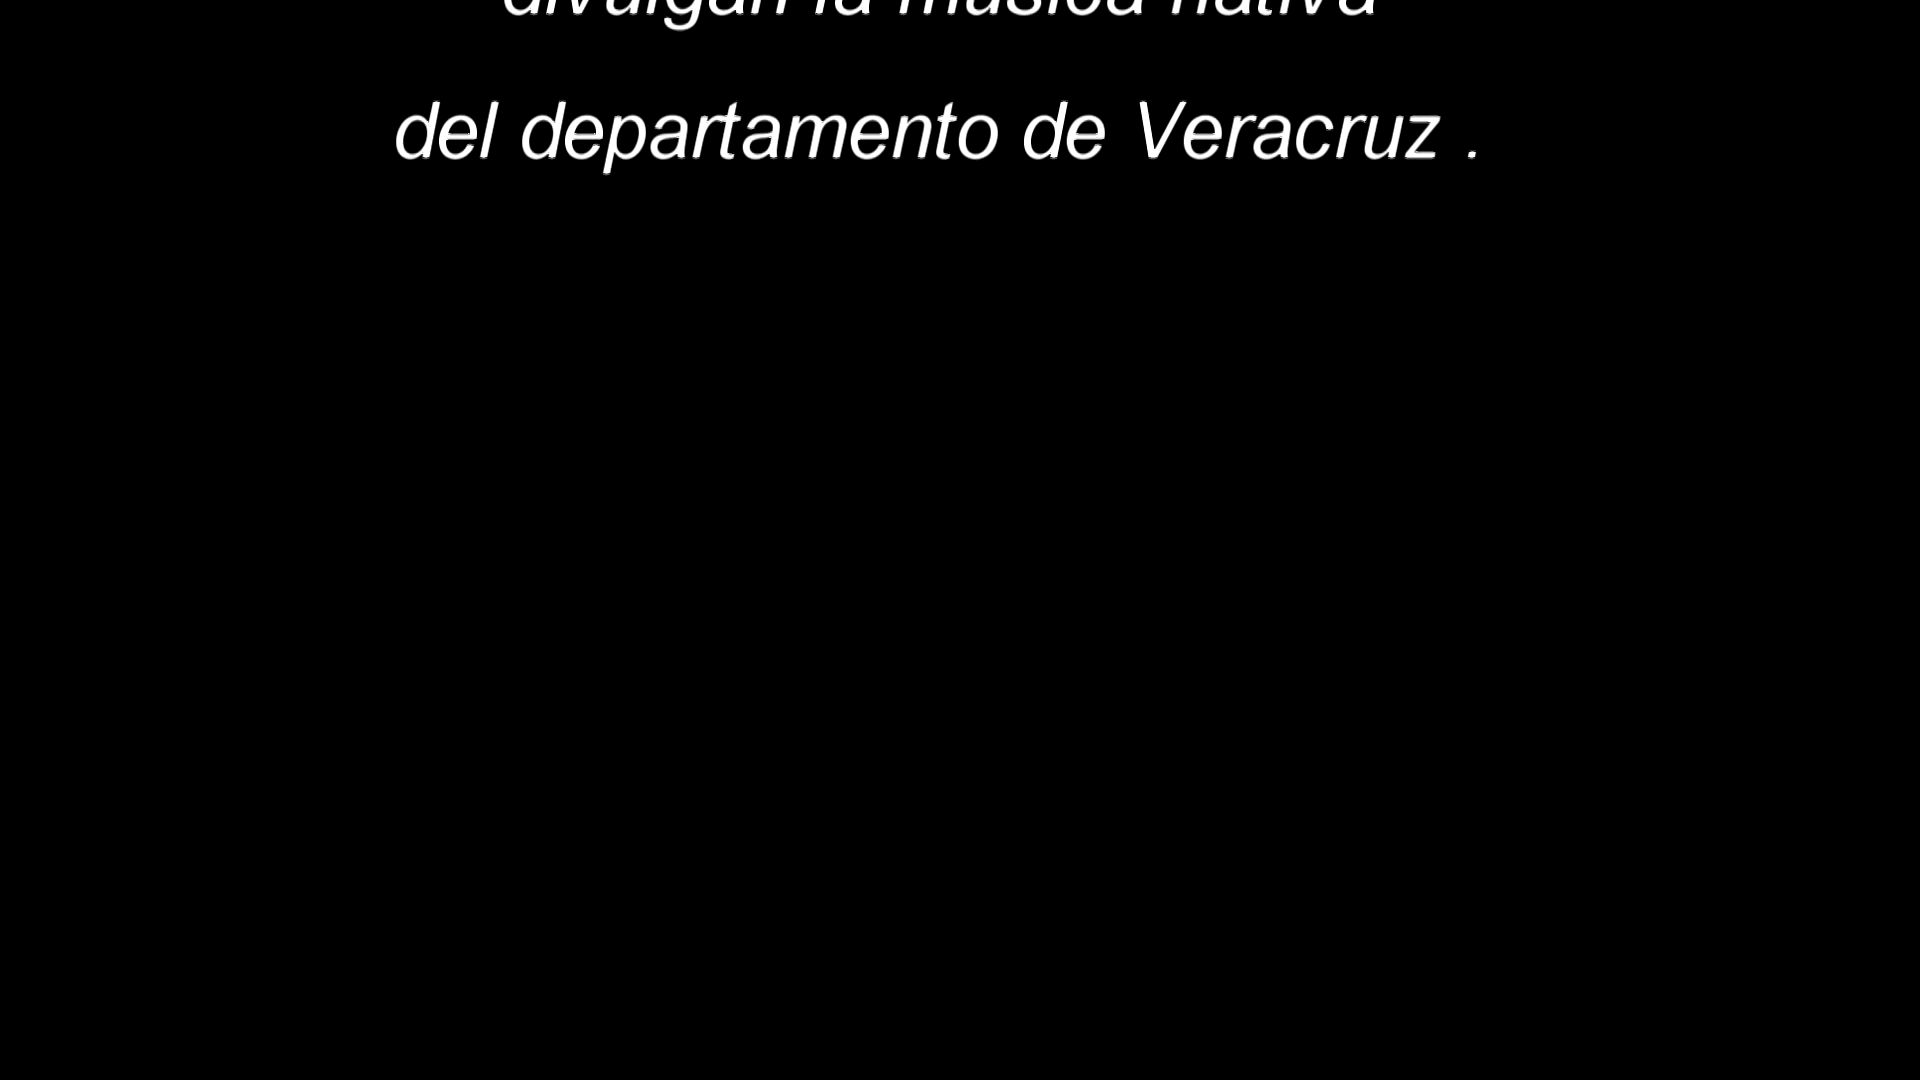 divulgan la música nativa
del departamento de Veracruz .